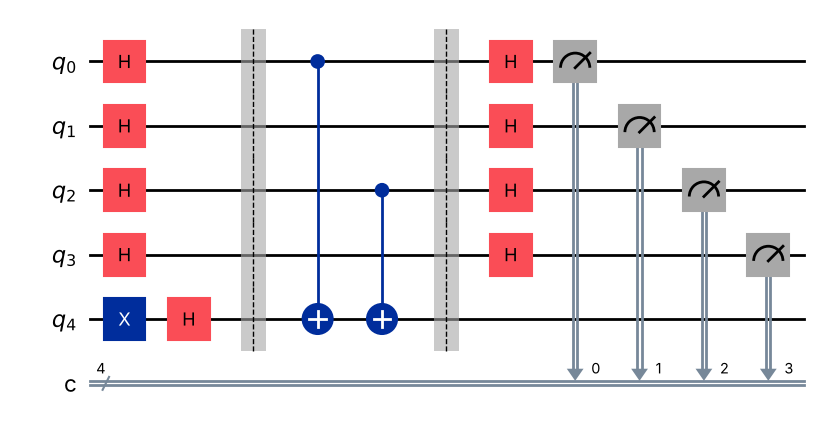 q0 H H
q1 H H
q2 H H
q3 H H
q4 X H
c 4 0 1 2 3